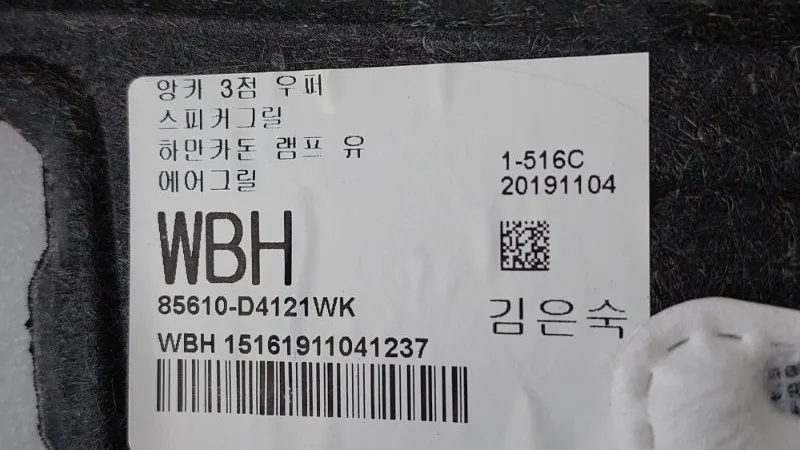 앙카 3점 우퍼
스피커그릴
하만카돈 램프 유
에어그릴
1-516C
20191104
WBH
85610-D4121WK
김은숙
WBH 15161911041237